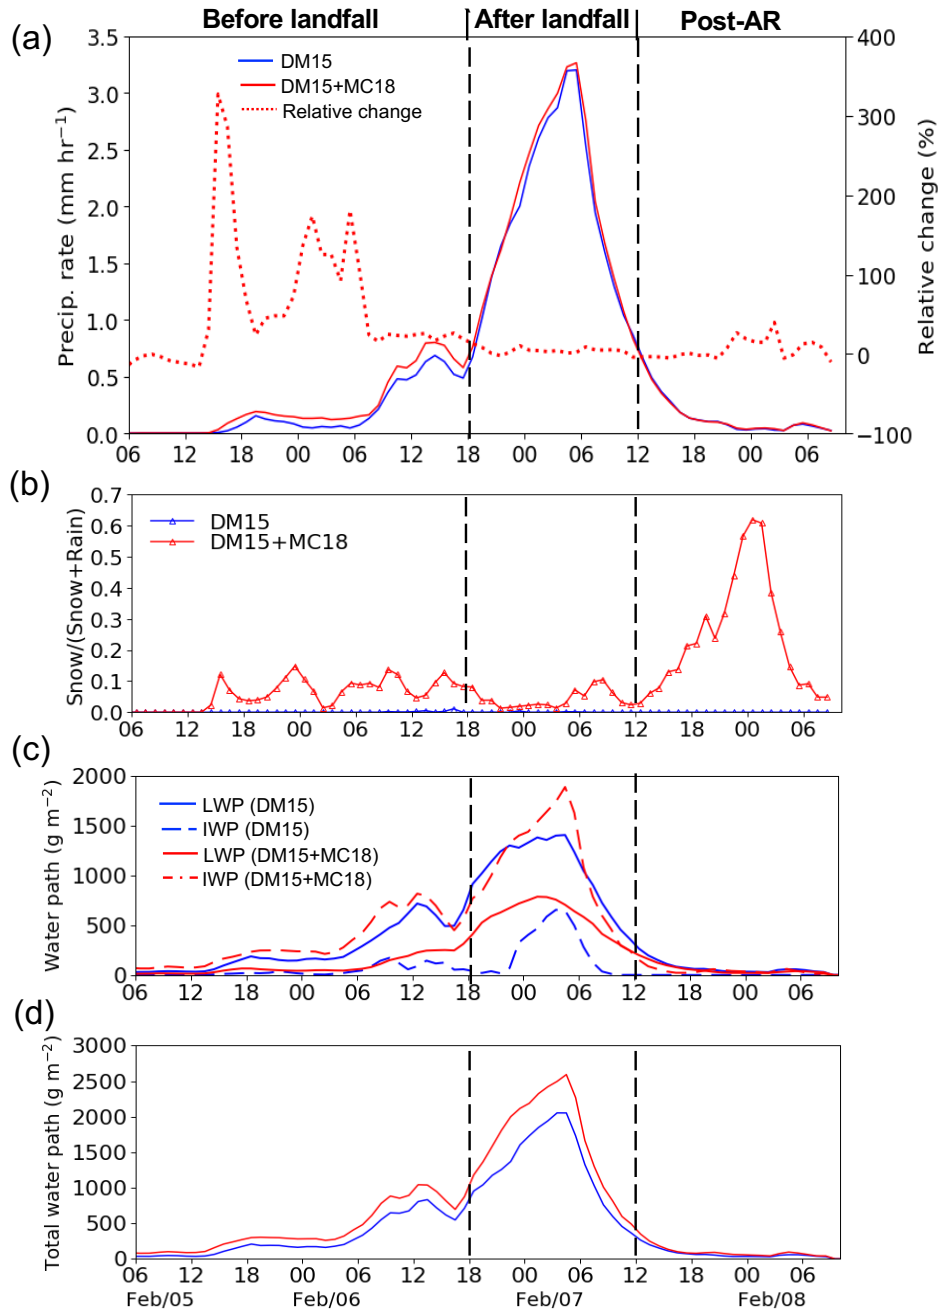 Before landfall After landfall Post-AR
(a)
3.5
3.0
2.5
2.0
1.5
1.0
0.5
0.0
Precip. rate (mm hr⁻¹)
DM15
DM15+MC18
Relative change
400
300
200
100
0
−100
Relative change (%)
06 12 18 00 06 12 18 00 06 12 18 00 06
(b)
0.7
0.6
0.5
0.4
0.3
0.2
0.1
0.0
Snow/(Snow+Rain)
DM15
DM15+MC18
06 12 18 00 06 12 18 00 06 12 18 00 06
(c)
2000
1500
1000
500
0
Water path (g m⁻²)
LWP (DM15)
IWP (DM15)
LWP (DM15+MC18)
IWP (DM15+MC18)
06 12 18 00 06 12 18 00 06 12 18 00 06
(d)
3000
2500
2000
1500
1000
500
0
Total water path (g m⁻²)
06 12 18 00 06 12 18 00 06 12 18 00 06
Feb/05 Feb/06 Feb/07 Feb/08